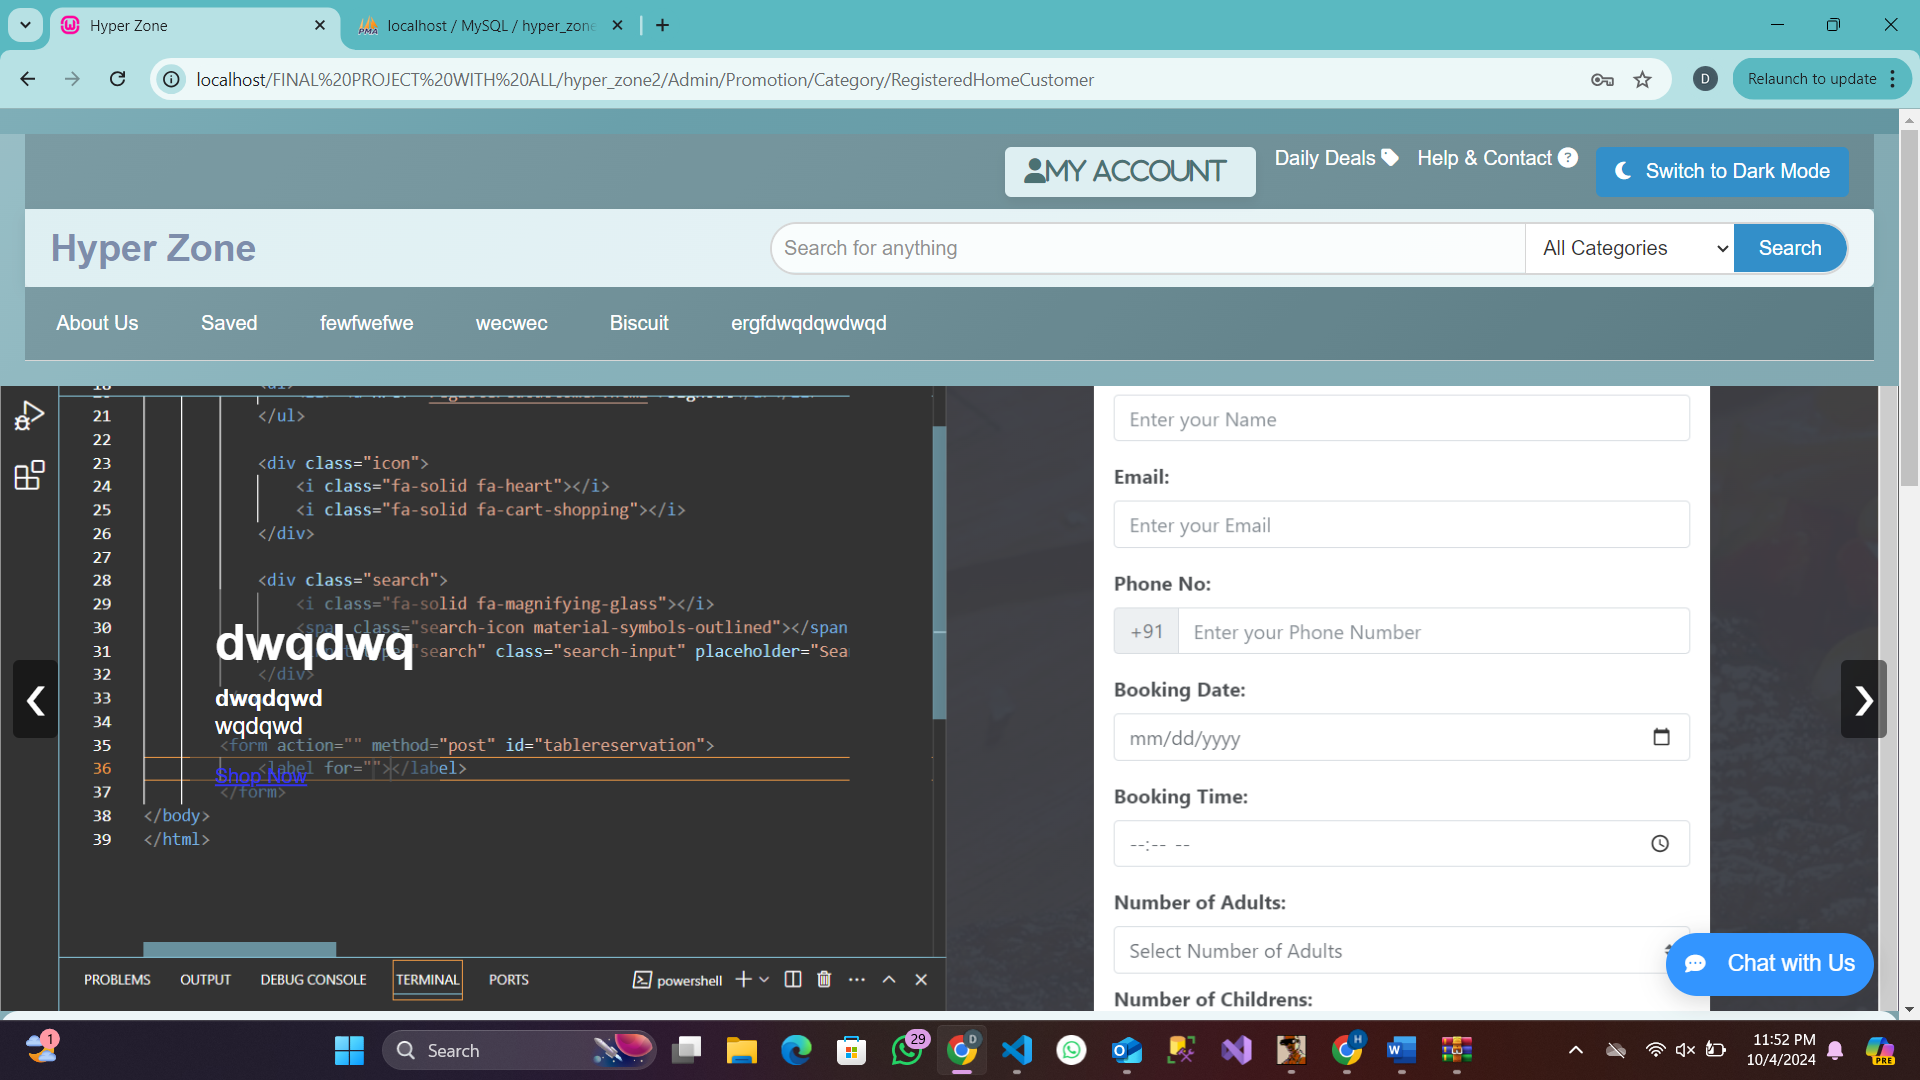 Hyper Zone
localhost / MySQL / hyper_zone
localhost/FINAL%20PROJECT%20WITH%20ALL/hyper_zone2/Admin/Promotion/Category/RegisteredHomeCustomer
D
Relaunch to update
MY ACCOUNT
Daily Deals
Help & Contact ?
Switch to Dark Mode
Hyper Zone
Search for anything
All Categories
Search
About Us
Saved
fewfwefwe
wecwec
Biscuit
ergfdwqdqwdwqd
21 </ul>
22
23 <div class="icon">
24 <i class="fa-solid fa-heart"></i>
25 <i class="fa-solid fa-cart-shopping"></i>
26 </div>
27
28 <div class="search">
29 <i class="fa-solid fa-magnifying-glass"></i>
30 <span class="search-icon material-symbols-outlined"></span
31 "search" class="search-input" placeholder="Sea
32 </div>
33
34
35 <form action="" method="post" id="tablereservation">
36 <label for=""></label>
37 </form>
38 </body>
39 </html>
dwqdwq
dwqdqwd
wqdqwd
Shop Now
PROBLEMS
OUTPUT
DEBUG CONSOLE
TERMINAL
PORTS
powershell
Enter your Name
Email:
Enter your Email
Phone No:
+91
Enter your Phone Number
Booking Date:
mm/dd/yyyy
Booking Time:
--:-- --
Number of Adults:
Select Number of Adults
Number of Childrens:
Chat with Us
1
Search
29
D
H
11:52 PM
10/4/2024
PRE